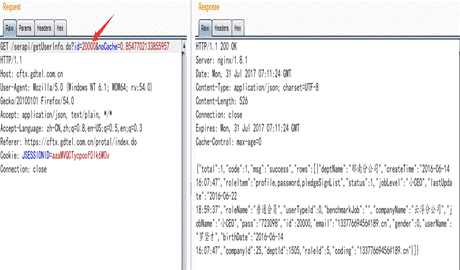 Request
Response
Raw Params Headers Hex
Raw Headers Hex
GET /serapi/getUserInfo.do?id=20000&noCache=0.8547702133855957
HTTP/1.1
Host: cftx.gdtel.com.cn
User-Agent: Mozilla/5.0 (Windows NT 6.1; WOW64; rv:54.0)
Gecko/20100101 Firefox/54.0
Accept: application/json, text/plain, */*
Accept-Language: zh-CN,zh;q=0.8,en-US;q=0.5,en;q=0.3
Referer: https://cftx.gdtel.com.cn/protal/index.do
Cookie:
Connection: close
HTTP/1.1 200 OK
Server: nginx/1.8.1
Date: Mon, 31 Jul 2017 07:11:24 GMT
Content-Type: application/json; charset=UTF-8
Content-Length: 526
Connection: close
Expires: Mon, 31 Jul 2017 07:11:24 GMT
Cache-Control: max-age=0
{"total":1,"code":1,"msg":"success","rows":[{"deptName":"郁南分公司","createTime":"2016-06-14
16:07:47","roleItem":"profile,password,pledgeSignList","status":1,"jobLevel":"小CEO","lastUpda
te":"2016-06-22
18:59:37","roleName":"普通会员","userTypeId":0,"benchmarkJob":"","companyName":"云浮分公司","j
obName":"小CEO","pass":"723098","id":20000,"email":"13377669456@189.cn","gender":0,"userName":
"birthDate":"2016-06-14
16:07:47","companyId":25,"deptId":1505,"roleId":5,"coding":"13377669456@189.cn"}]}